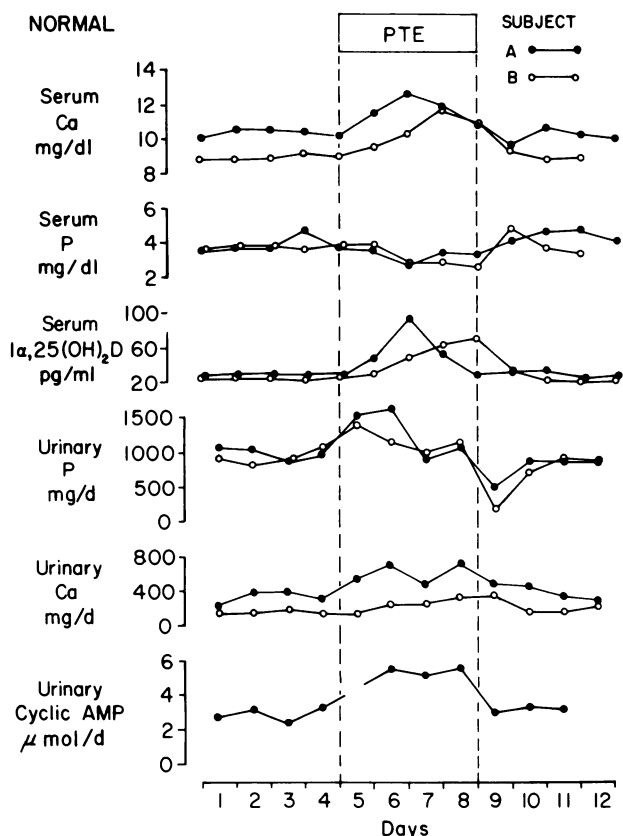 NORMAL
PTE
SUBJECT
A
B
Serum
Ca
mg/dl
14
12
10
8
Serum
P
mg/dl
6
4
2
Serum
1α,25(OH)₂D
pg/ml
100
60
20
Urinary
P
mg/d
1500
1000
500
0
Urinary
Ca
mg/d
800
400
0
Urinary
Cyclic AMP
μ mol/d
6
4
2
0
1 2 3 4 5 6 7 8 9 10 11 12
Days